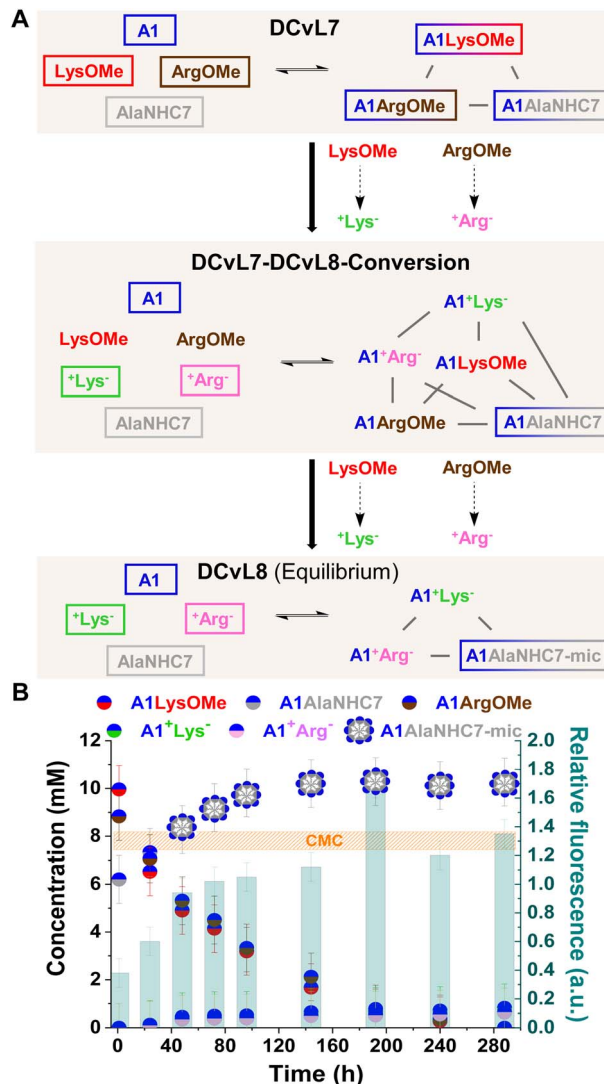 A
DCvL7
A1
LysOMe ArgOMe
AlaNHC7
A1LysOMe
A1ArgOMe A1AlaNHC7
LysOMe ArgOMe
⁺Lys⁻ ⁺Arg⁻
DCvL7-DCvL8-Conversion
A1
LysOMe ArgOMe
⁺Lys⁻ ⁺Arg⁻
AlaNHC7
A1⁺Lys⁻
A1⁺Arg⁻ A1LysOMe
A1ArgOMe A1AlaNHC7
LysOMe ArgOMe
⁺Lys⁻ ⁺Arg⁻
DCvL8 (Equilibrium)
A1
⁺Lys⁻ ⁺Arg⁻
AlaNHC7
A1⁺Lys⁻
A1⁺Arg⁻ A1AlaNHC7-mic
B
A1LysOMe A1AlaNHC7 A1ArgOMe
A1⁺Lys⁻ A1⁺Arg⁻ A1AlaNHC7-mic
Concentration (mM)
12
10
8
6
4
2
0
CMC
0 40 80 120 160 200 240 280
Time (h)
2.0
1.8
1.6
1.4
1.2
1.0
0.8
0.6
0.4
0.2
0.0
Relative fluorescence (a.u.)